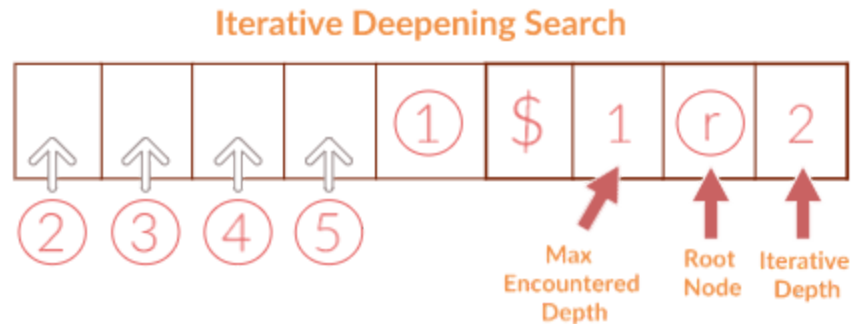 Iterative Deepening Search
1 $ 1 r 2
2 3 4 5
Max
Encountered
Depth
Root
Node
Iterative
Depth